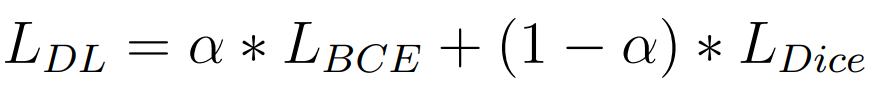 L_{DL} = α * L_{BCE} + (1 − α) * L_{Dice}